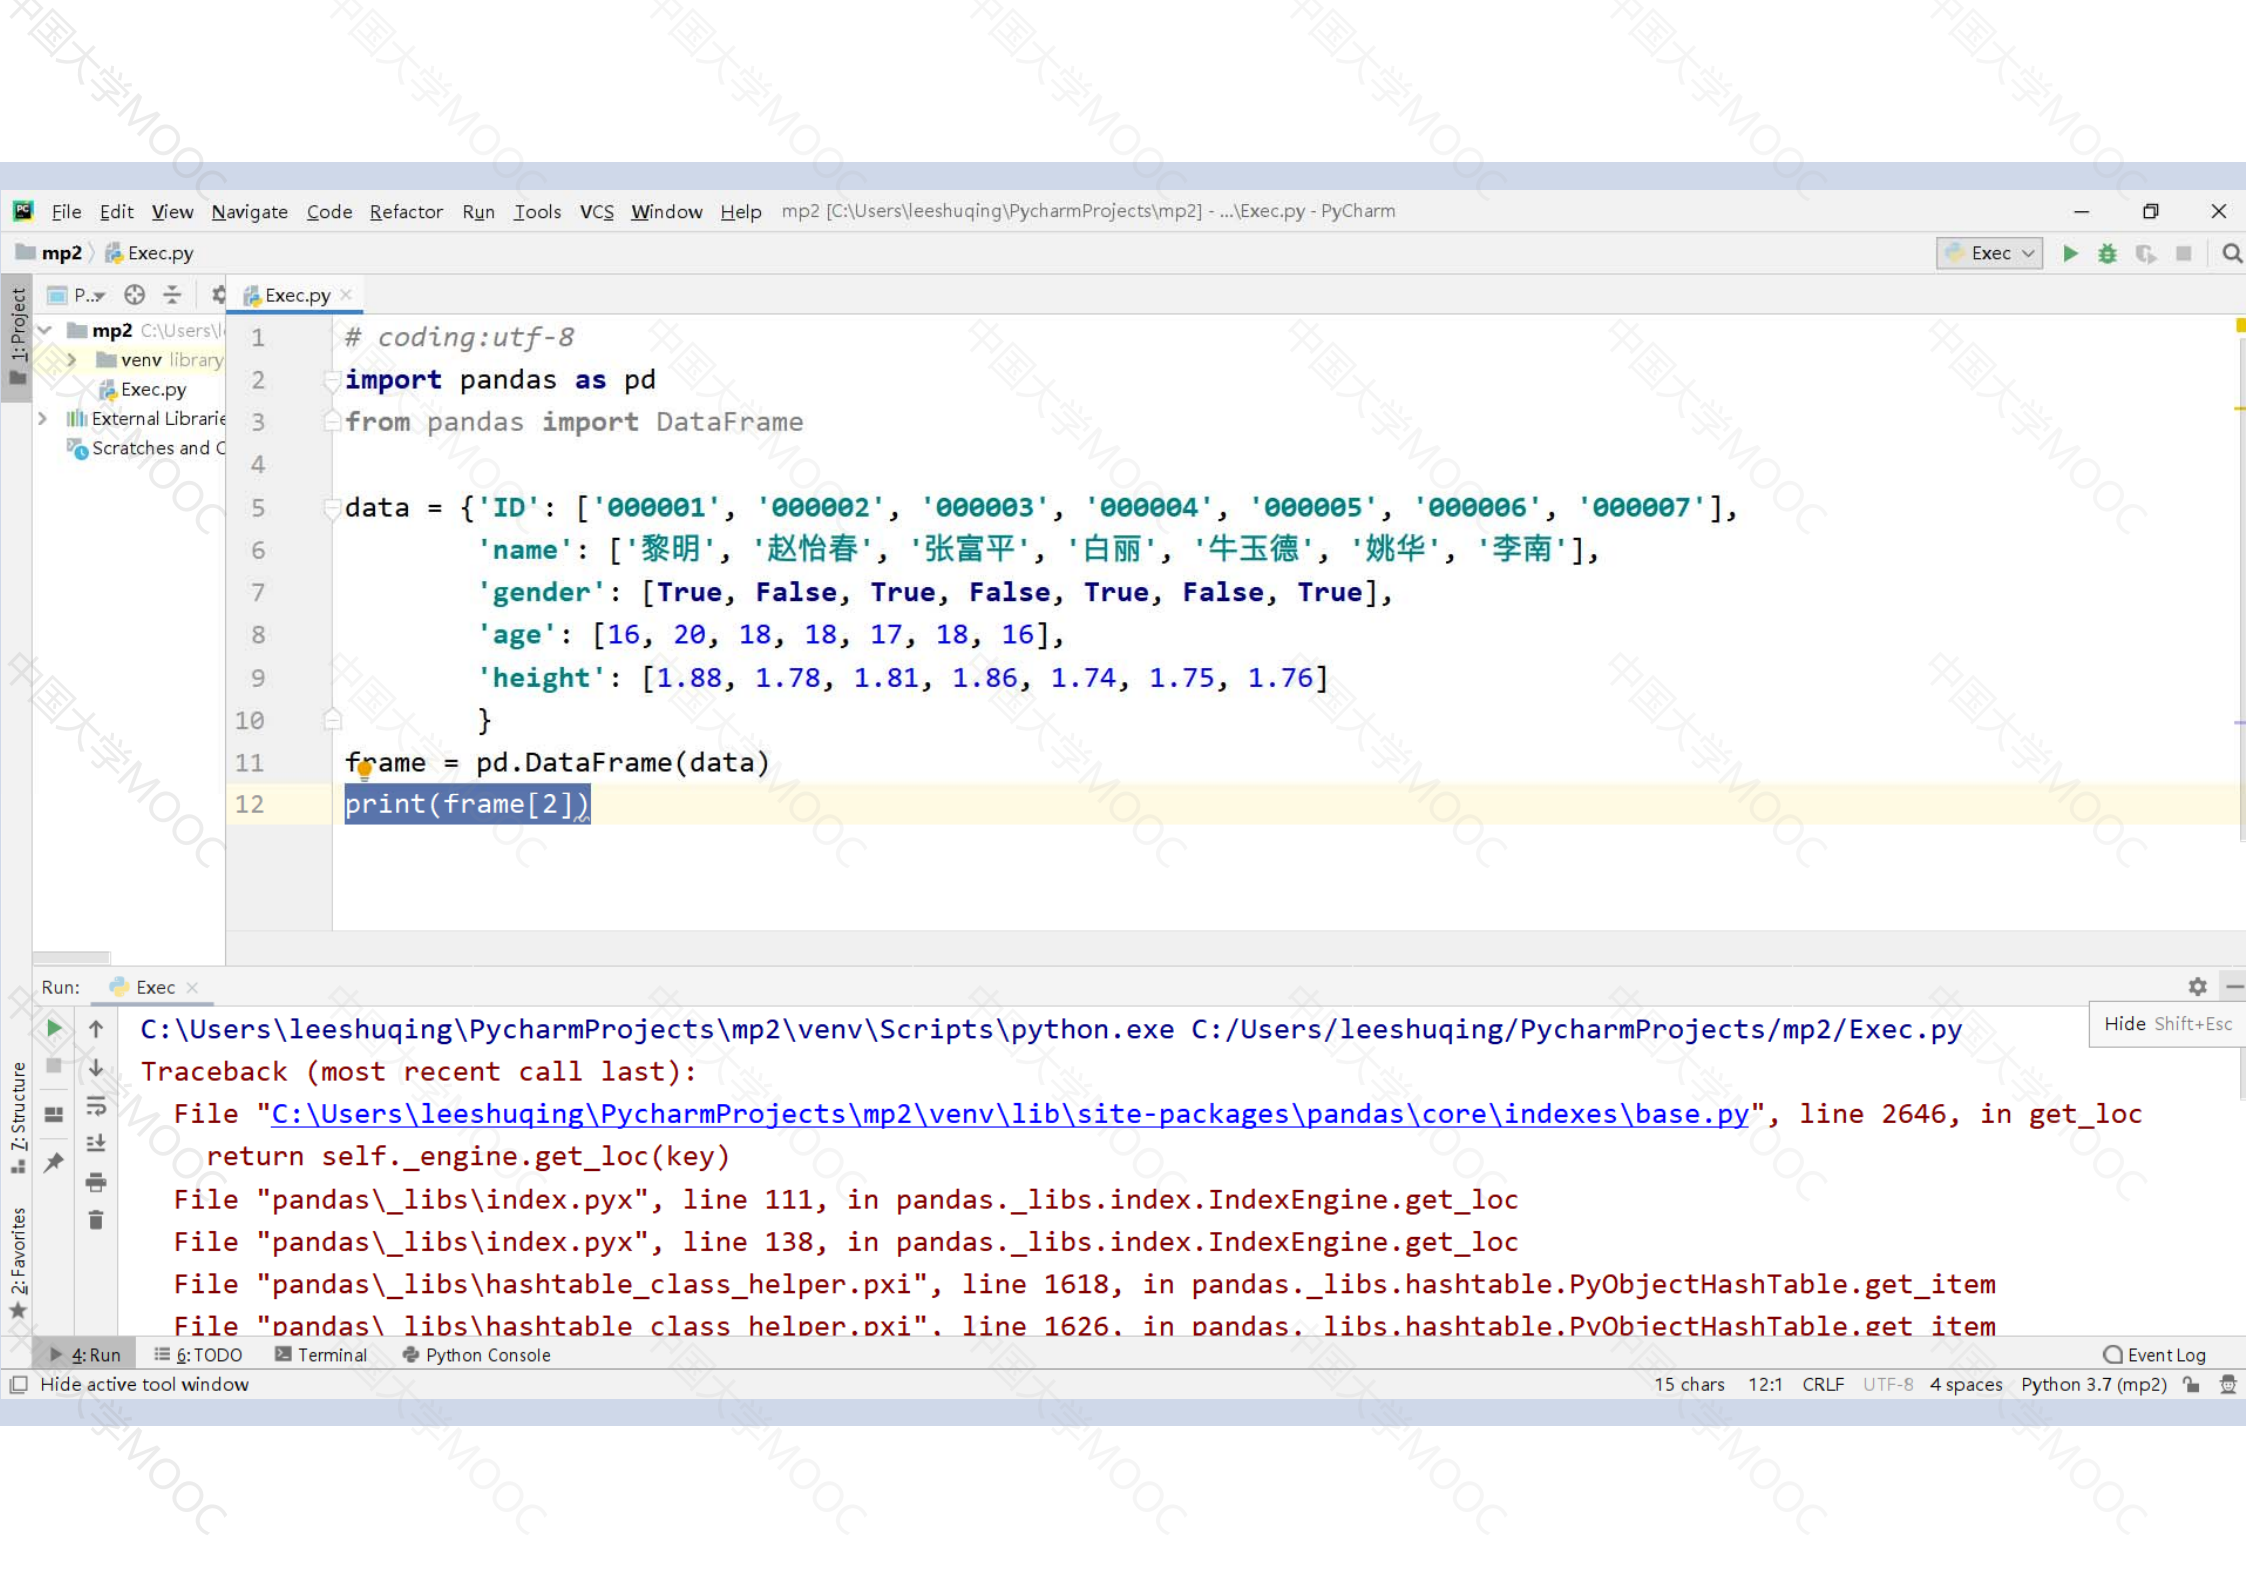 File Edit View Navigate Code Refactor Run Tools VCS Window Help mp2 [C:\Users\leeshuqing\PycharmProjects\mp2] - ...\Exec.py - PyCharm
mp2 Exec.py
Exec
1: Project
P..
Exec.py
mp2 C:\Users\l
venv library
Exec.py
External Librarie
Scratches and C
1 # coding:utf-8
2 import pandas as pd
3 from pandas import DataFrame
4
5 data = {'ID': ['000001', '000002', '000003', '000004', '000005', '000006', '000007'],
6 'name': ['黎明', '赵怡春', '张富平', '白丽', '牛玉德', '姚华', '李南'],
7 'gender': [True, False, True, False, True, False, True],
8 'age': [16, 20, 18, 18, 17, 18, 16],
9 'height': [1.88, 1.78, 1.81, 1.86, 1.74, 1.75, 1.76]
10 }
11 frame = pd.DataFrame(data)
12 print(frame[2])
Run: Exec
Hide Shift+Esc
C:\Users\leeshuqing\PycharmProjects\mp2\venv\Scripts\python.exe C:/Users/leeshuqing/PycharmProjects/mp2/Exec.py
Traceback (most recent call last):
File "C:\Users\leeshuqing\PycharmProjects\mp2\venv\lib\site-packages\pandas\core\indexes\base.py", line 2646, in get_loc
return self._engine.get_loc(key)
File "pandas\_libs\index.pyx", line 111, in pandas._libs.index.IndexEngine.get_loc
File "pandas\_libs\index.pyx", line 138, in pandas._libs.index.IndexEngine.get_loc
File "pandas\_libs\hashtable_class_helper.pxi", line 1618, in pandas._libs.hashtable.PyObjectHashTable.get_item
File "pandas\_libs\hashtable_class_helper.pxi", line 1626, in pandas._libs.hashtable.PyObjectHashTable.get_item
7: Structure
2: Favorites
4: Run 6: TODO Terminal Python Console Event Log
Hide active tool window 15 chars 12:1 CRLF UTF-8 4 spaces Python 3.7 (mp2)
中国大学MOOC